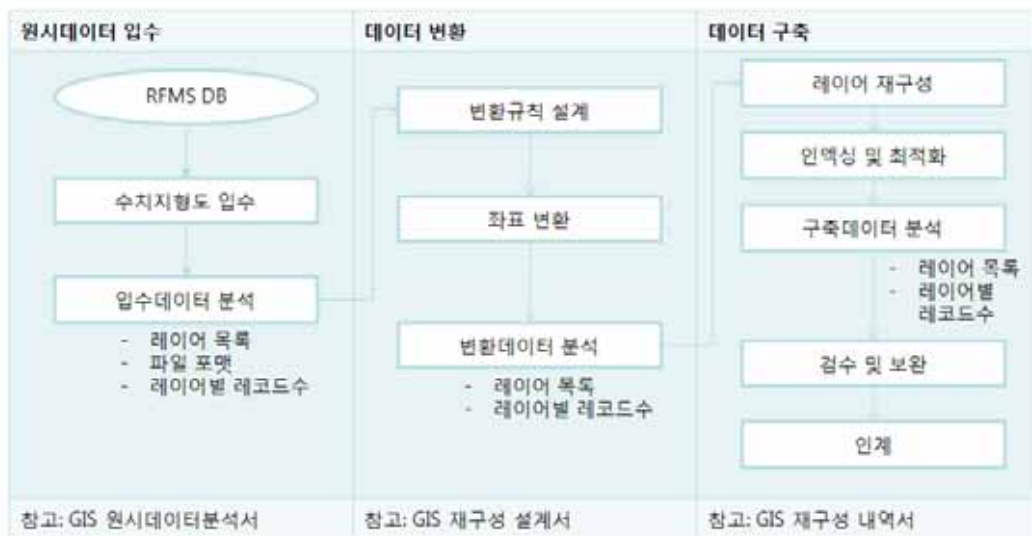 원시데이터 입수
RFMS DB
수치지형도 입수
입수데이터 분석
- 레이어 목록
- 파일 포맷
- 레이어별 레코드수
참고: GIS 원시데이터분석서
데이터 변환
변환규칙 설계
좌표 변환
변환데이터 분석
- 레이어 목록
- 레이어별 레코드수
참고: GIS 재구성 설계서
데이터 구축
레이어 재구성
인덱싱 및 최적화
구축데이터 분석
- 레이어 목록
- 레이어별
레코드수
검수 및 보완
인계
참고: GIS 재구성 내역서